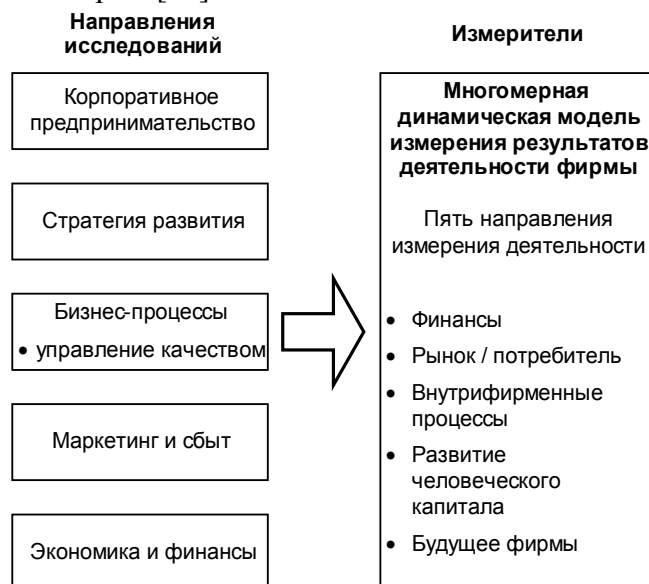 Направления
исследований
Корпоративное
предпринимательство
Стратегия развития
Бизнес-процессы
• управление качеством
Маркетинг и сбыт
Экономика и финансы
Измерители
Многомерная
динамическая модель
измерения результатов
деятельности фирмы
Пять направления
измерения деятельности
• Финансы
• Рынок / потребитель
• Внутрифирменные
процессы
• Развитие
человеческого
капитала
• Будущее фирмы